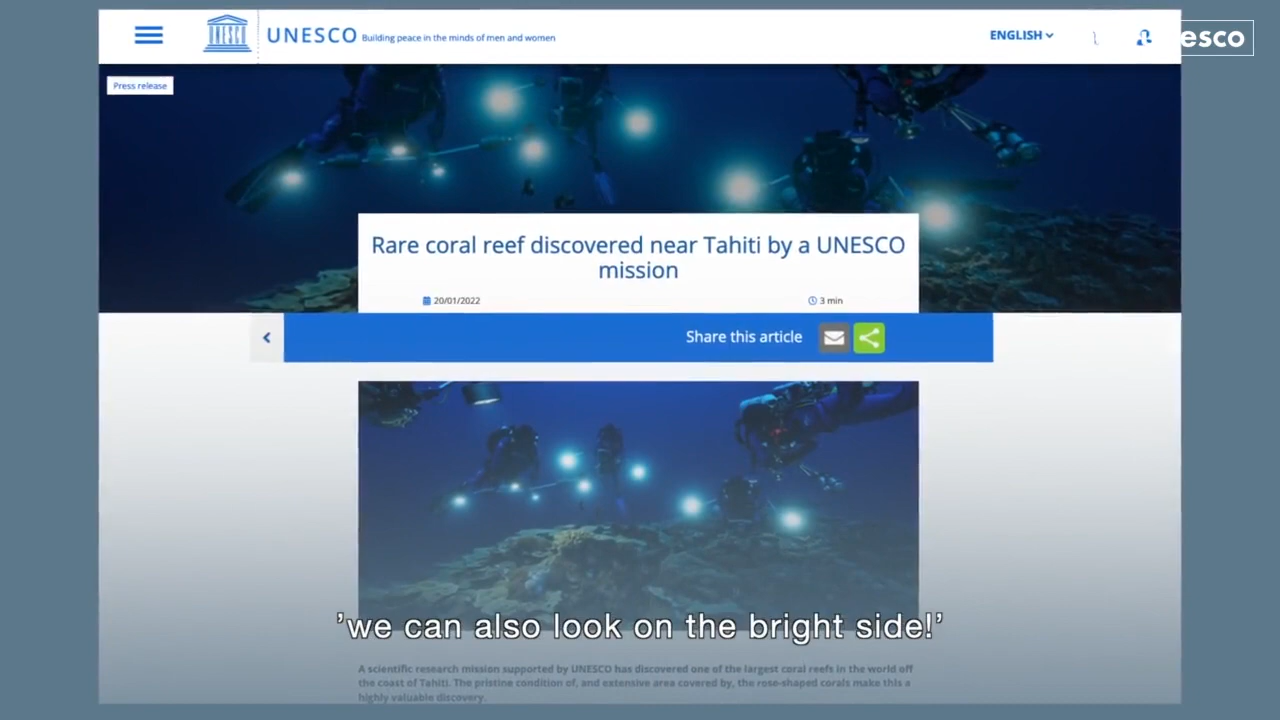 UNESCO
UNESCO Building peace in the minds of men and women
ENGLISH
esco
Press release
Rare coral reef discovered near Tahiti by a UNESCO
mission
20/01/2022
3 min
Share this article
’we can also look on the bright side!’
A scientific research mission supported by UNESCO has discovered one of the largest coral reefs in the world off
the coast of Tahiti. The pristine condition of, and extensive area covered by, the rose-shaped corals make this a
highly valuable discovery.